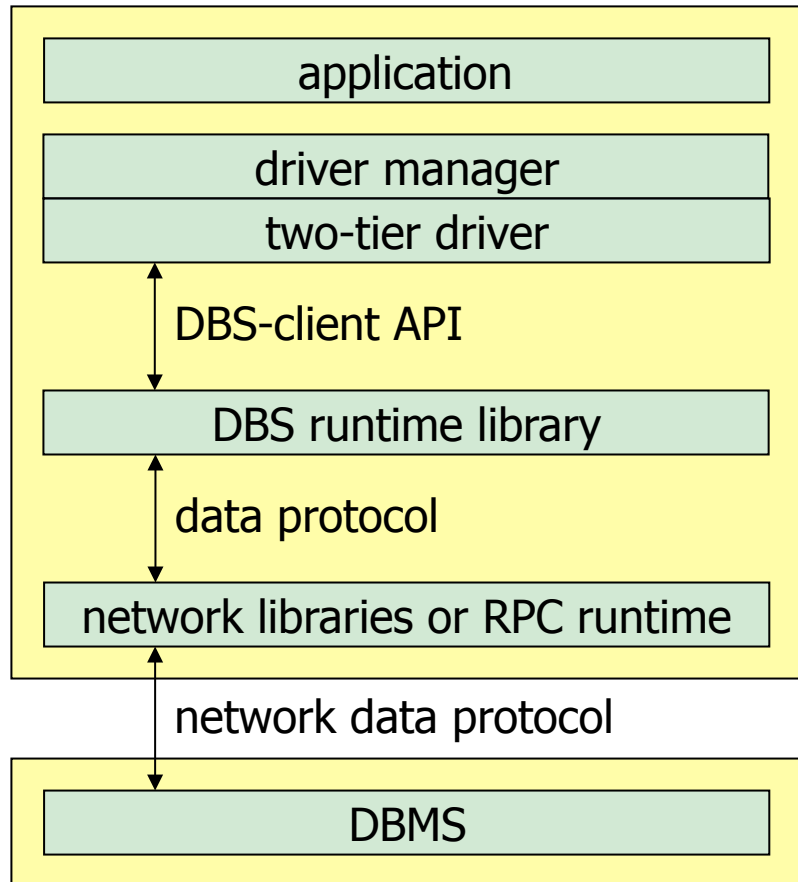 application
driver manager
two-tier driver
DBS-client API
DBS runtime library
data protocol
network libraries or RPC runtime
network data protocol
DBMS